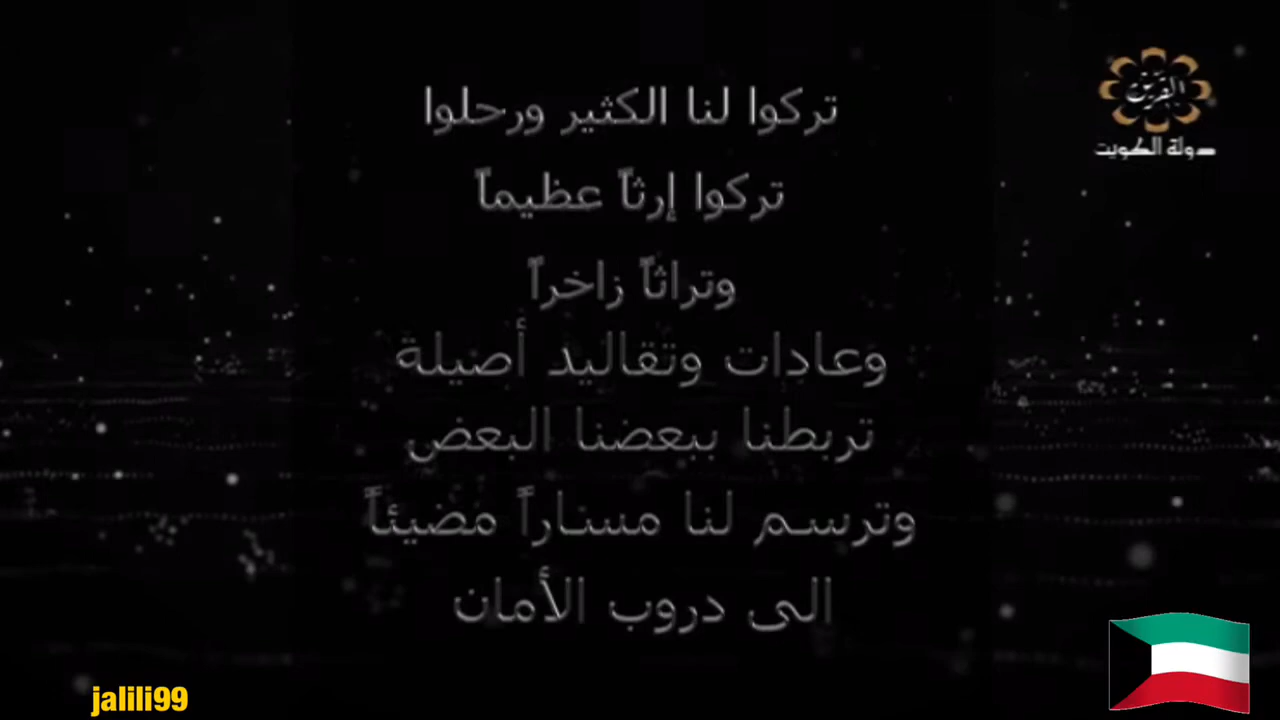 تركوا لنا الكثير ورحلوا
تركوا إرثاً عظيماً
وتراثاً زاخراً
وعادات وتقاليد أصيلة
تربطنا ببعضنا البعض
وترسم لنا مساراً مضيئاً
الى دروب الأمان
القرين
دولة الكويت
jalili99